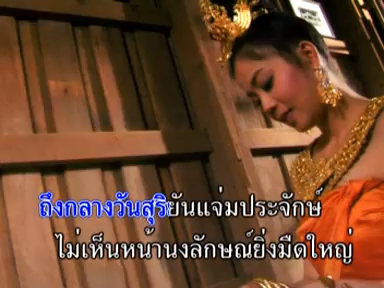 ถึงกลางวันสุริยันแจ่มประจักษ์
ไม่เห็นหน้านงลักษณ์ยิ่งมืดใหญ่